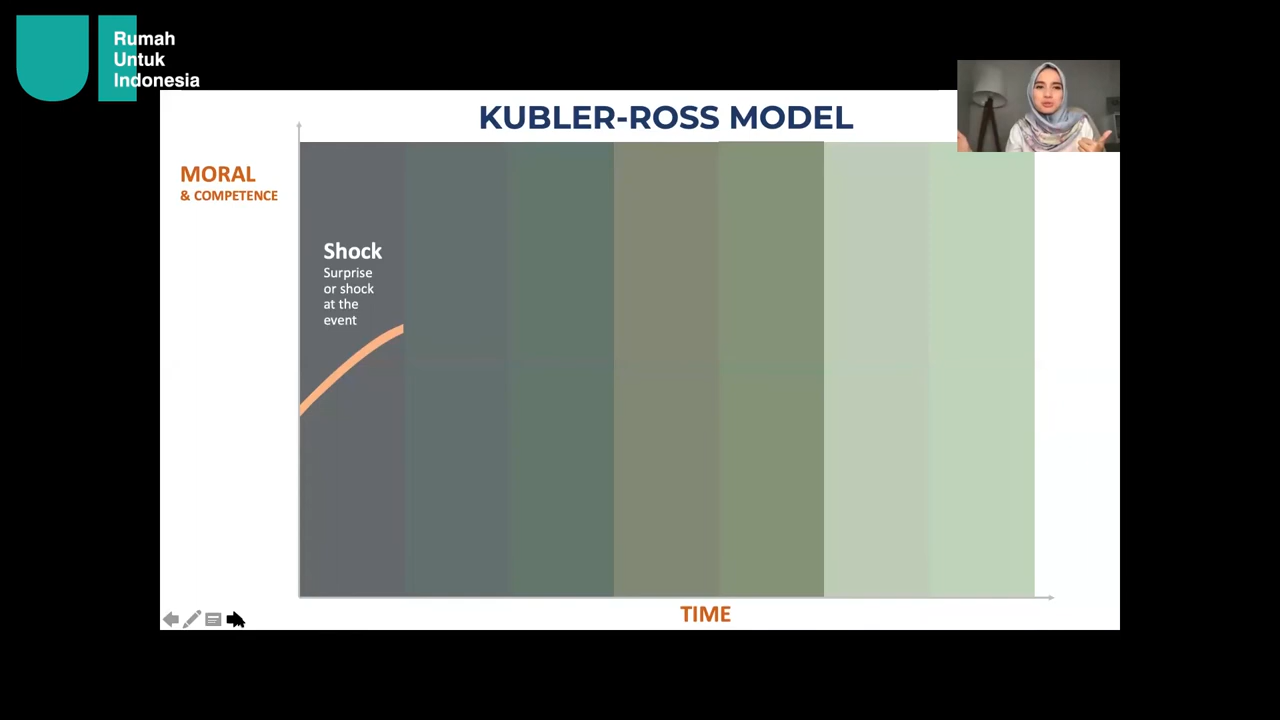 Rumah
Untuk
Indonesia
KUBLER-ROSS MODEL
MORAL
& COMPETENCE
Shock
Surprise
or shock
at the
event
TIME